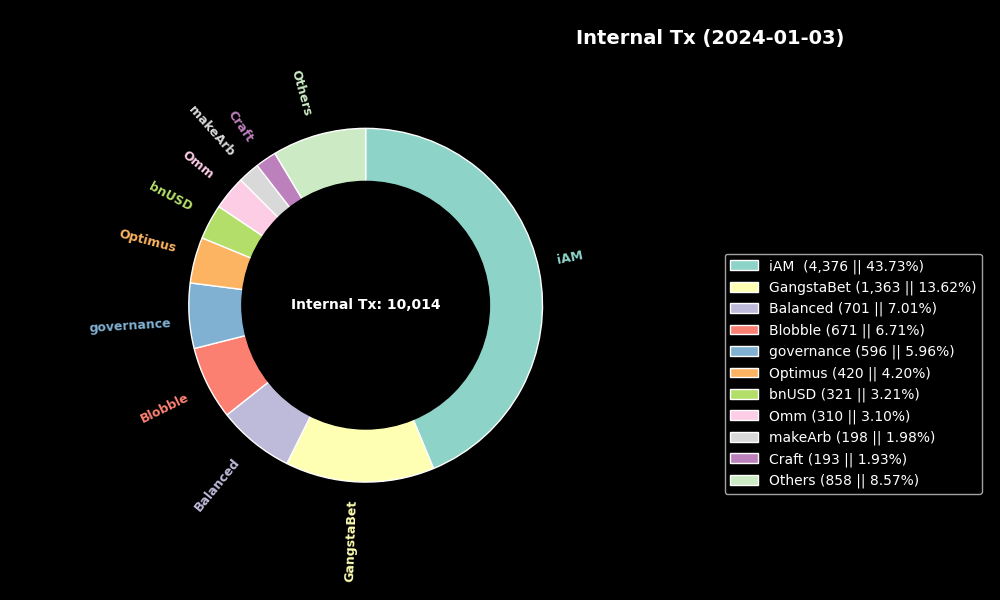 Internal Tx (2024-01-03)
Others
Craft
makeArb
Omm
bnUSD
Optimus
governance
Blobble
Balanced
GangstaBet
iAM
Internal Tx: 10,014
iAM  (4,376 || 43.73%)
GangstaBet (1,363 || 13.62%)
Balanced (701 || 7.01%)
Blobble (671 || 6.71%)
governance (596 || 5.96%)
Optimus (420 || 4.20%)
bnUSD (321 || 3.21%)
Omm (310 || 3.10%)
makeArb (198 || 1.98%)
Craft (193 || 1.93%)
Others (858 || 8.57%)